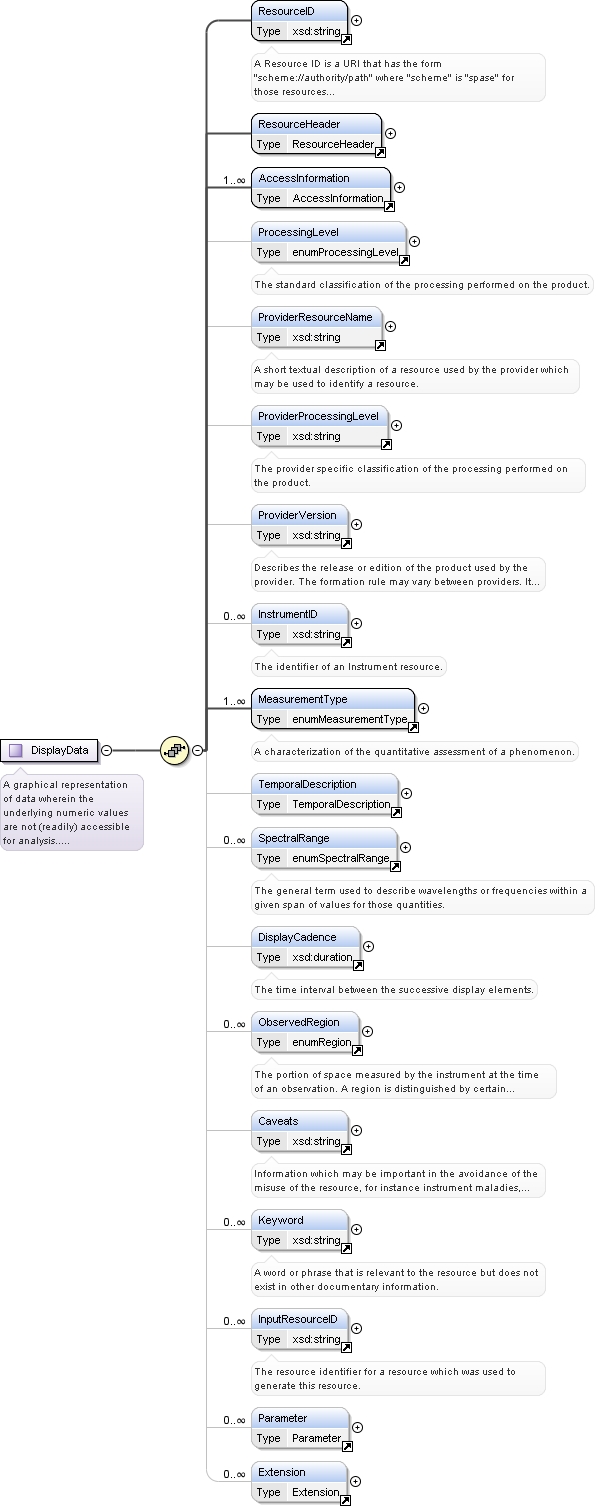 ResourceID
Type xsd:string
A Resource ID is a URI that has the form
"scheme://authority/path" where "scheme" is "spase" for
those resources...
ResourceHeader
Type ResourceHeader
1..∞
AccessInformation
Type AccessInformation
ProcessingLevel
Type enumProcessingLevel
The standard classification of the processing performed on the product.
ProviderResourceName
Type xsd:string
A short textual description of a resource used by the provider which
may be used to identify a resource.
ProviderProcessingLevel
Type xsd:string
The provider specific classification of the processing performed on
the product.
ProviderVersion
Type xsd:string
Describes the release or edition of the product used by the
provider. The formation rule may vary between providers. It...
0..∞
InstrumentID
Type xsd:string
The identifier of an Instrument resource.
1..∞
MeasurementType
Type enumMeasurementType
A characterization of the quantitative assessment of a phenomenon.
DisplayData
A graphical representation
of data wherein the
underlying numeric values
are not (readily) accessible
for analysis.....
TemporalDescription
Type TemporalDescription
0..∞
SpectralRange
Type enumSpectralRange
The general term used to describe wavelengths or frequencies within a
given span of values for those quantities.
DisplayCadence
Type xsd:duration
The time interval between the successive display elements.
0..∞
ObservedRegion
Type enumRegion
The portion of space measured by the instrument at the time
of an observation. A region is distinguished by certain...
Caveats
Type xsd:string
Information which may be important in the avoidance of the
misuse of the resource, for instance instrument maladies,...
0..∞
Keyword
Type xsd:string
A word or phrase that is relevant to the resource but does not
exist in other documentary information.
0..∞
InputResourceID
Type xsd:string
The resource identifier for a resource which was used to
generate this resource.
0..∞
Parameter
Type Parameter
0..∞
Extension
Type Extension